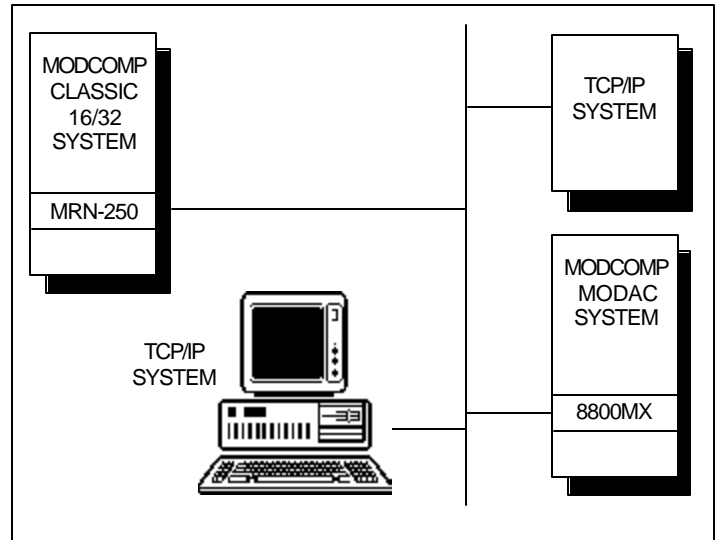 MODCOMP
CLASSIC
16/32
SYSTEM
MRN-250
TCP/IP
SYSTEM
TCP/IP
SYSTEM
MODCOMP
MODAC
SYSTEM
8800MX